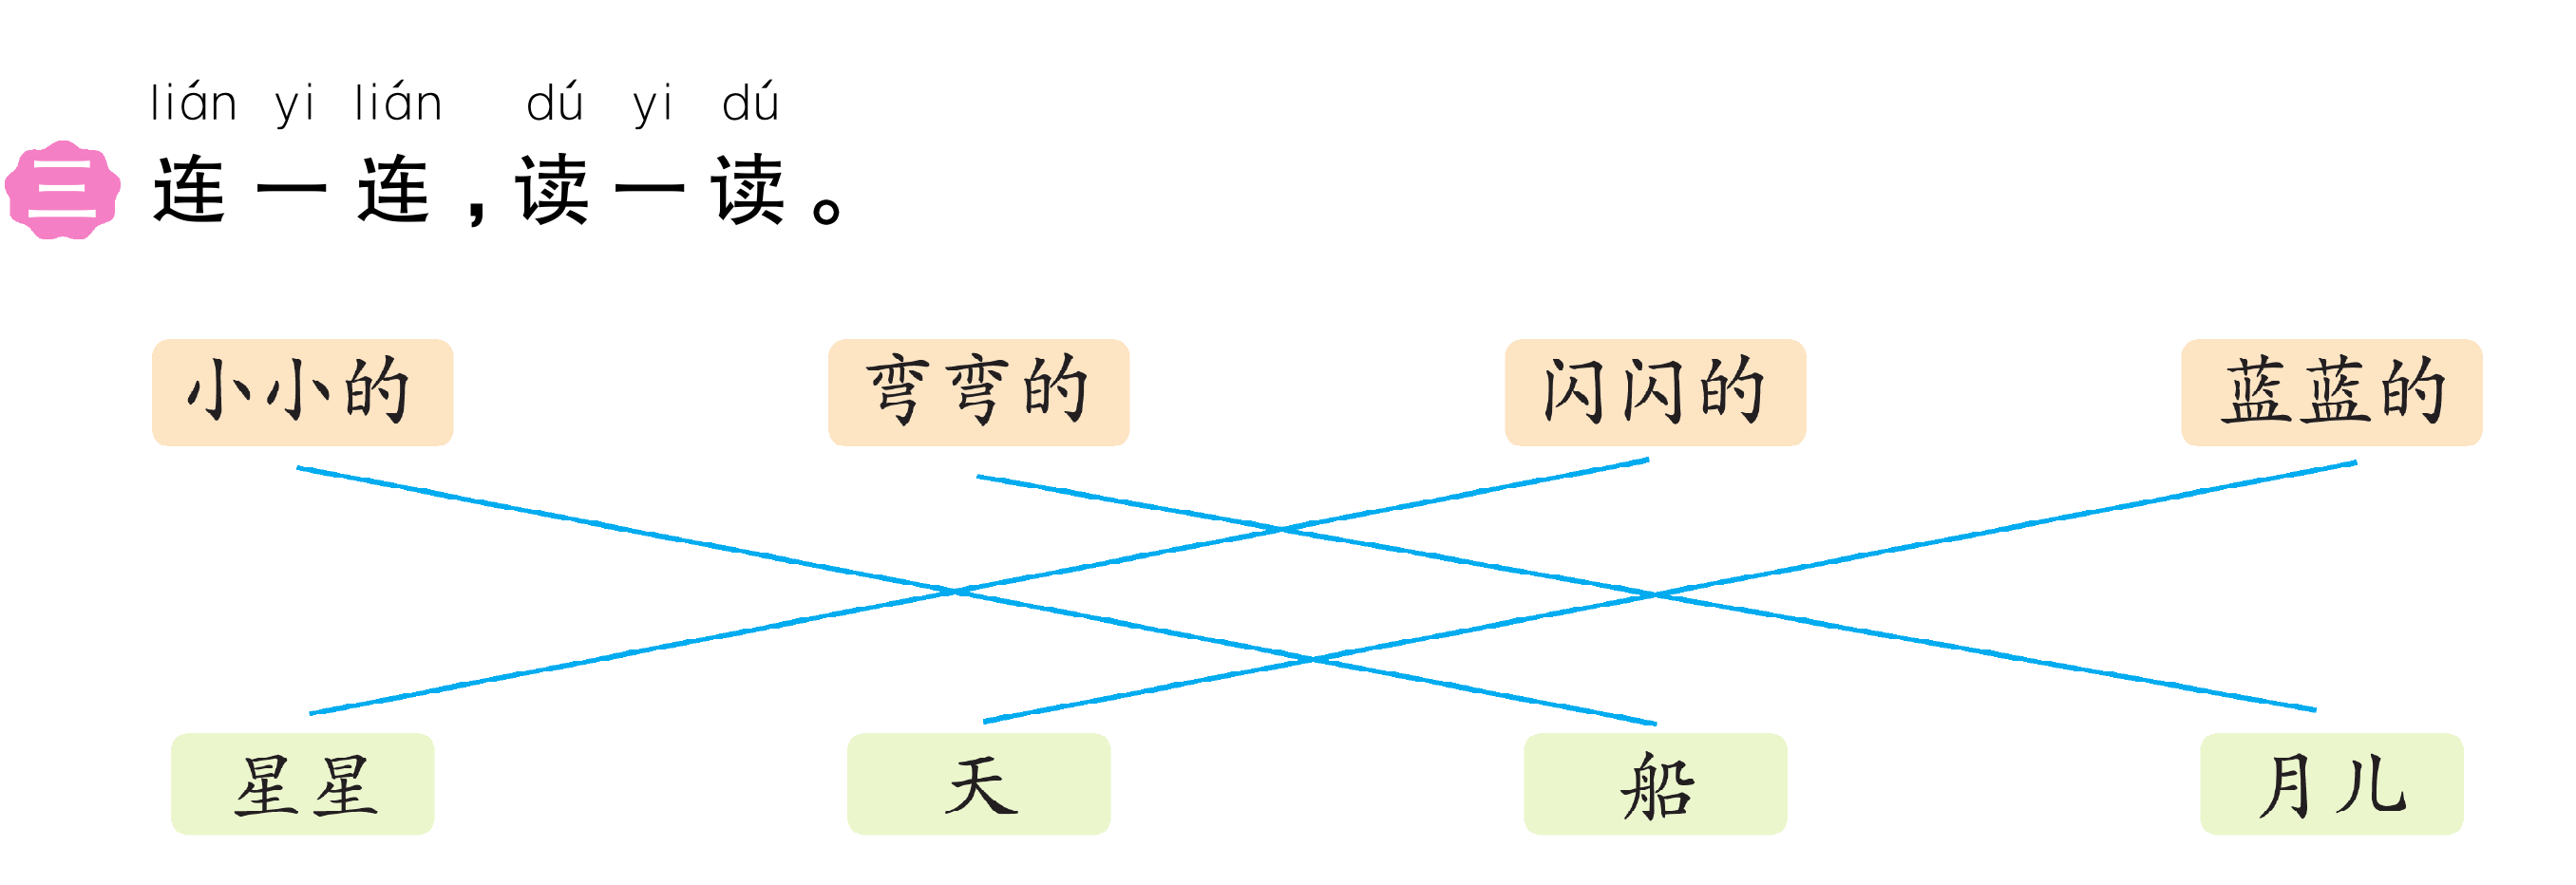 lián yi lián dú yi dú
三 连一连，读一读。
小小的 弯弯的 闪闪的 蓝蓝的
星星 天 船 月儿